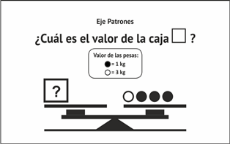 Eje Patrones
¿Cuál es el valor de la caja ?
Valor de las pesas:
= 1 kg
= 3 kg
?